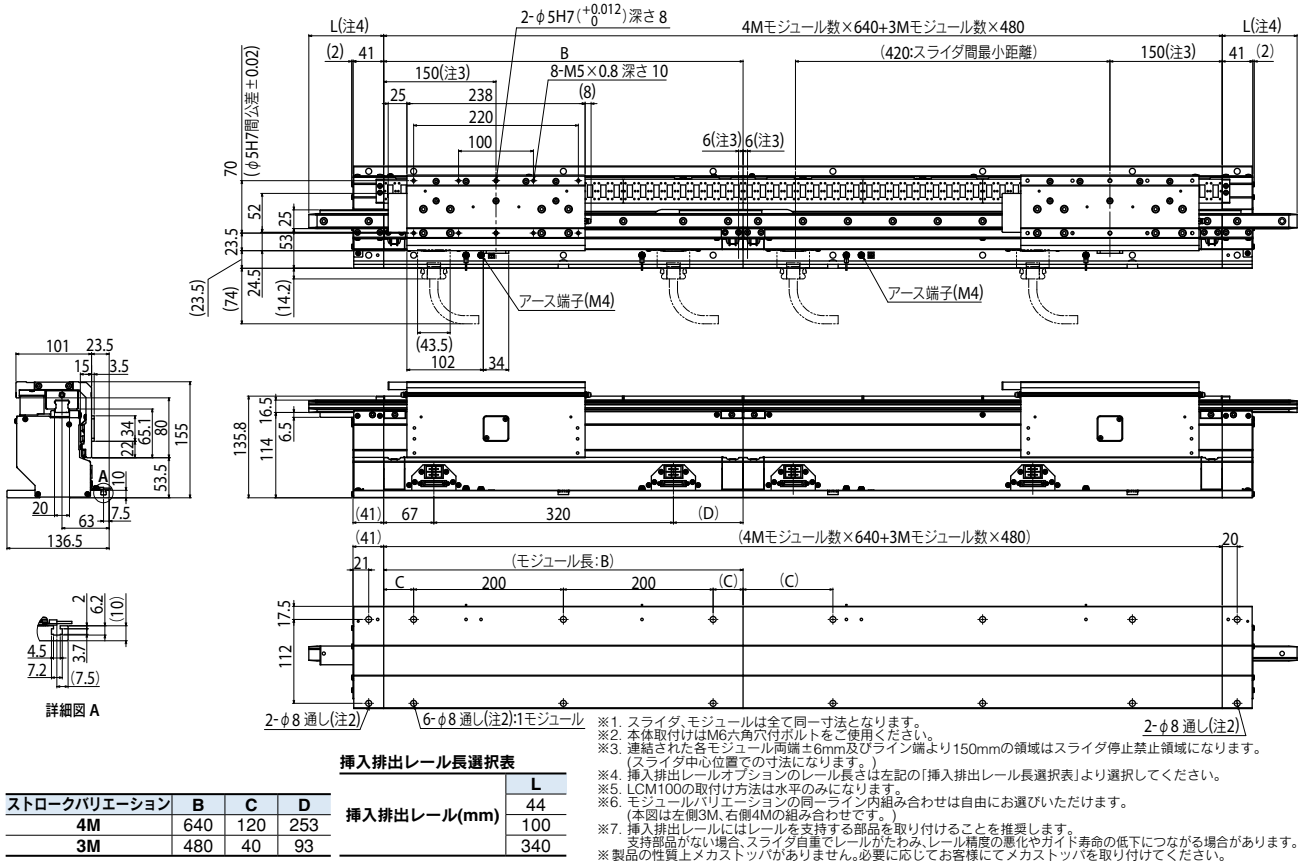 2-φ5H7(+0.012 0)深さ8
L(注4)
4Mモジュール数×640+3Mモジュール数×480
L(注4)
(2) 41
B
(420:スライダ間最小距離)
150(注3)
41 (2)
150(注3)
8-M5×0.8 深さ10
25
238
(8)
220
100
6(注3)
6(注3)
70
(φ5H7間公差±0.02)
52
25
23.5
53
(23.5)
(74)
24.5
(14.2)
アース端子(M4)
アース端子(M4)
(43.5)
102
34
101
23.5
15
3.5
22
34
65.1
80
155
A
10
53.5
20
63
7.5
136.5
135.8
114
16.5
6.5
(41)
67
320
(D)
(41)
(4Mモジュール数×640+3Mモジュール数×480)
20
21
(モジュール長:B)
C
200
200
(C)
(C)
17.5
112
2
6.2
(10)
4.5
3.7
7.2
(7.5)
詳細図 A
2-φ8 通し(注2)
6-φ8 通し(注2):1モジュール
2-φ8 通し(注2)
※1. スライダ、モジュールは全て同一寸法となります。
※2. 本体取付けはM6六角穴付ボルトをご使用ください。
※3. 連結された各モジュール両端±6mm及びライン端より150mmの領域はスライダ停止禁止領域になります。
(スライダ中心位置での寸法になります。)
※4. 挿入排出レールオプションのレール長さは左記の「挿入排出レール長選択表」より選択してください。
※5. LCM100の取付け方法は水平のみになります。
※6. モジュールバリエーションの同一ライン内組み合わせは自由にお選びいただけます。
(本図は左側3M、右側4Mの組み合わせです。)
※7. 挿入排出レールにはレールを支持する部品を取り付けることを推奨します。
支持部品がない場合、スライダ自重でレールがたわみ、レール精度の悪化やガイド寿命の低下につながる場合があります。
※製品の性質上メカストッパがありません。必要に応じてお客様にてメカストッパを取り付けてください。
ストロークバリエーション B C D
4M 640 120 253
3M 480 40 93
挿入排出レール長選択表
L
挿入排出レール(mm)
44
100
340